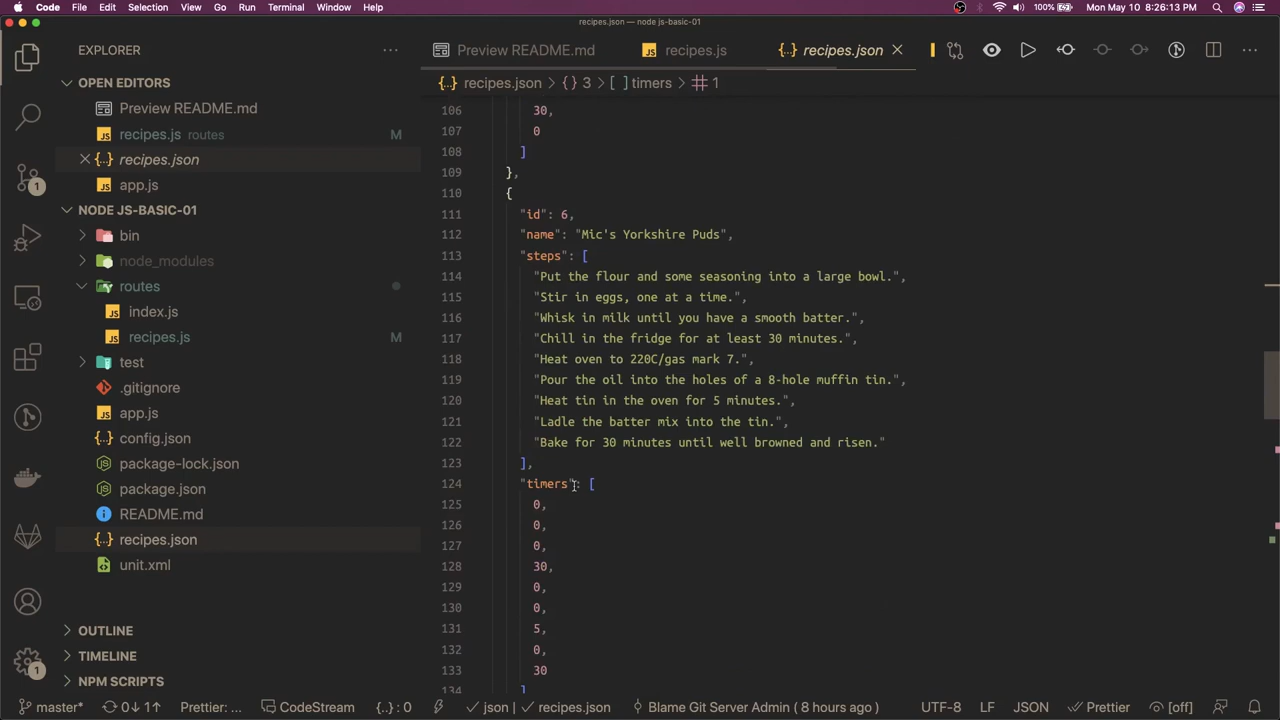 Code File Edit Selection View Go Run Terminal Window Help 100% Mon May 10 8:26:13 PM
recipes.json — node js-basic-01
EXPLORER
OPEN EDITORS
Preview README.md
recipes.js routes M
recipes.json
app.js
NODE JS-BASIC-01
bin
node_modules
routes
index.js
recipes.js M
test
.gitignore
app.js
config.json
package-lock.json
package.json
README.md
recipes.json
unit.xml
OUTLINE
TIMELINE
NPM SCRIPTS
1
1
Preview README.md recipes.js recipes.json
recipes.json > {} 3 > [ ] timers > 1
106 30,
107 0
108 ]
109 },
110 {
111 "id": 6,
112 "name": "Mic's Yorkshire Puds",
113 "steps": [
114 "Put the flour and some seasoning into a large bowl.",
115 "Stir in eggs, one at a time.",
116 "Whisk in milk until you have a smooth batter.",
117 "Chill in the fridge for at least 30 minutes.",
118 "Heat oven to 220C/gas mark 7.",
119 "Pour the oil into the holes of a 8-hole muffin tin.",
120 "Heat tin in the oven for 5 minutes.",
121 "Ladle the batter mix into the tin.",
122 "Bake for 30 minutes until well browned and risen."
123 ],
124 "timers": [
125 0,
126 0,
127 0,
128 30,
129 0,
130 0,
131 5,
132 0,
133 30
134 ]
master* 0↓ 1↑ Prettier: ... CodeStream {..} : 0 ✓ json | ✓ recipes.json Blame Git Server Admin ( 8 hours ago ) UTF-8 LF JSON ✓✓ Prettier [off]